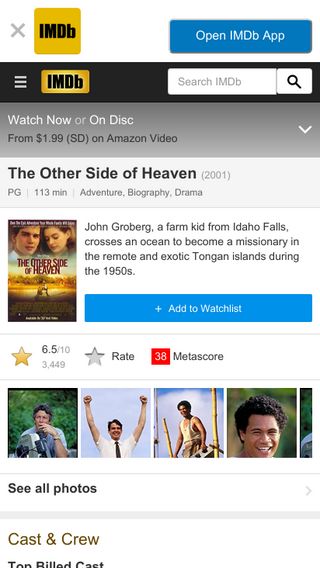 IMDb
Open IMDb App
IMDb
Search IMDb
Watch Now or On Disc
From $1.99 (SD) on Amazon Video
The Other Side of Heaven (2001)
PG | 113 min | Adventure, Biography, Drama
THE OTHER SIDE
OF HEAVEN
John Groberg, a farm kid from Idaho Falls,
crosses an ocean to become a missionary in
the remote and exotic Tongan islands during
the 1950s.
+ Add to Watchlist
6.5/10
3,449
Rate
38 Metascore
See all photos
Cast & Crew
Top Billed Cast